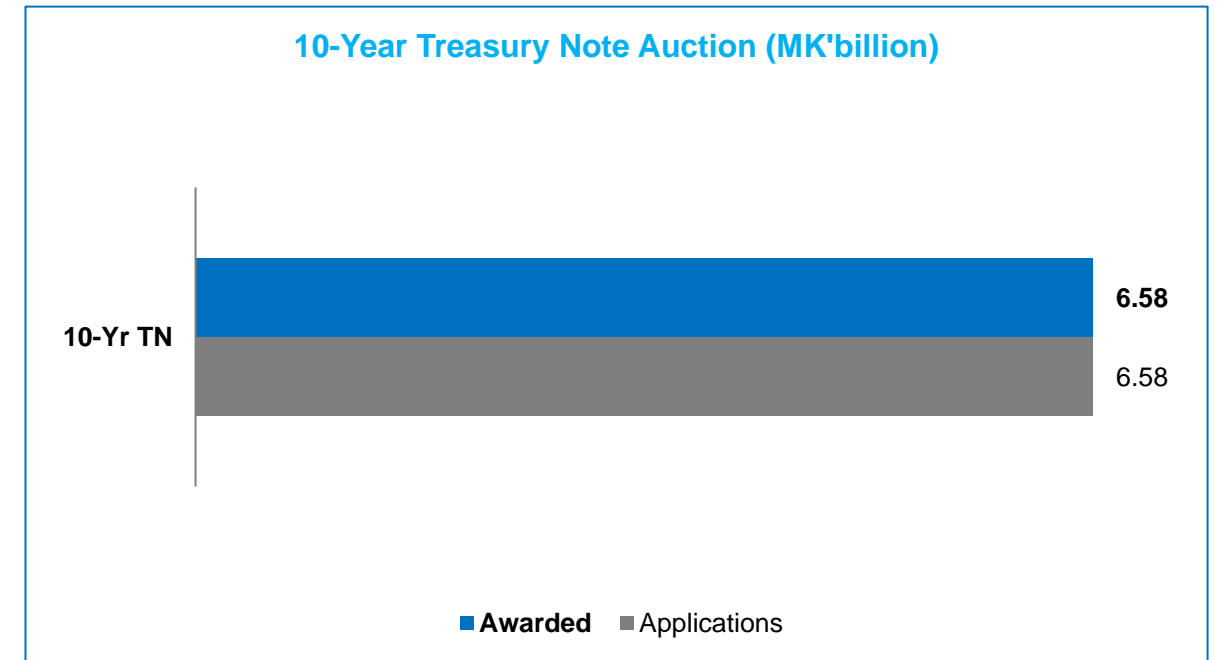 10-Year Treasury Note Auction (MK'billion)
6.58
10-Yr TN
6.58
Awarded Applications